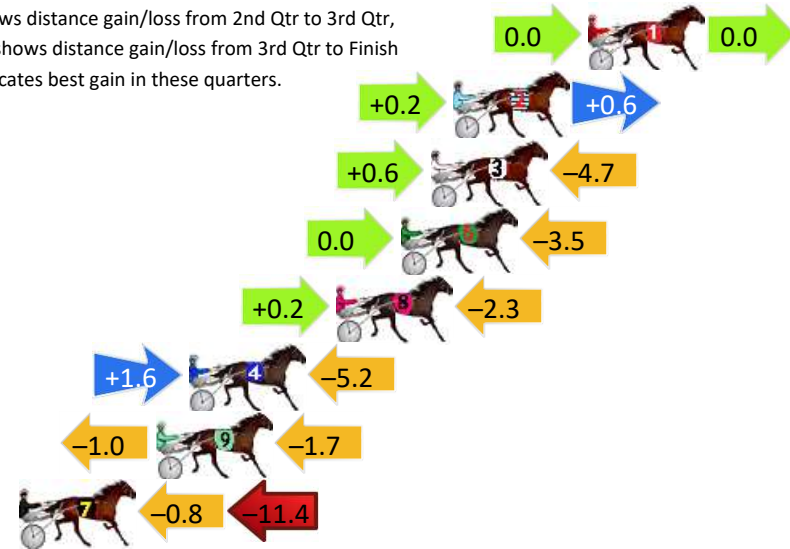 ws distance gain/loss from 2nd Qtr to 3rd Qtr,
shows distance gain/loss from 3rd Qtr to Finish
cates best gain in these quarters.
0.0 1 0.0
+0.2 2 +0.6
+0.6 3 –4.7
0.0 6 –3.5
+0.2 8 –2.3
+1.6 4 –5.2
–1.0 9 –1.7
7 –0.8 –11.4